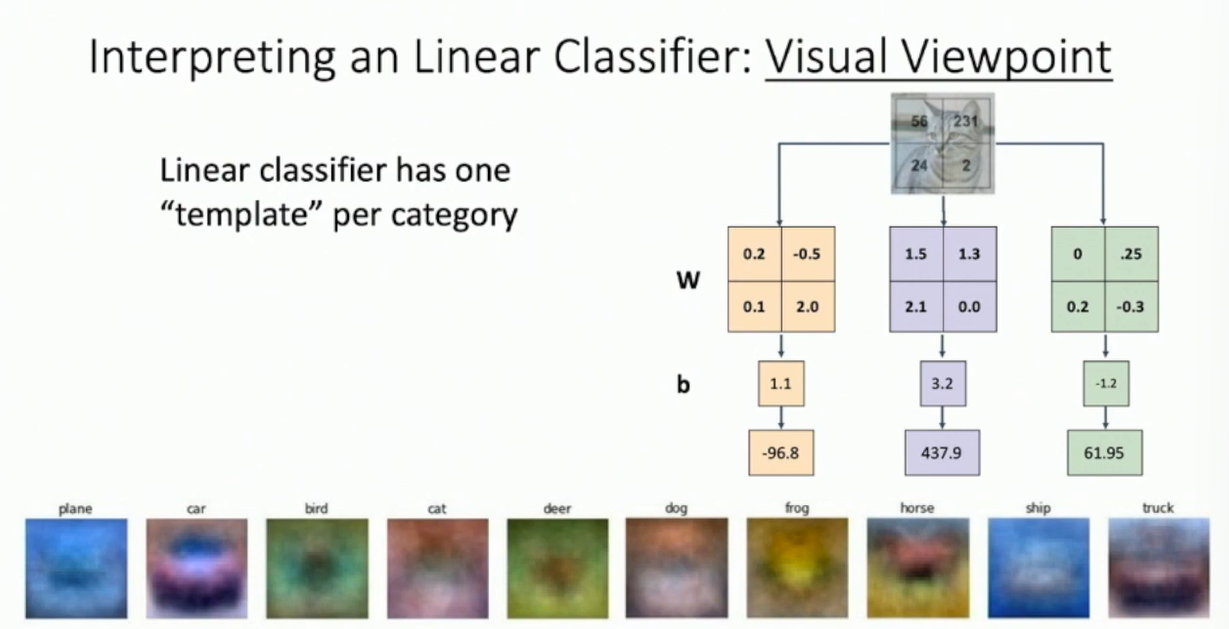 Interpreting an Linear Classifier: Visual Viewpoint
Linear classifier has one
“template” per category
56 231
24 2
W
0.2 -0.5
0.1 2.0
1.5 1.3
2.1 0.0
0 .25
0.2 -0.3
b
1.1
3.2
-1.2
-96.8
437.9
61.95
plane car bird cat deer dog frog horse ship truck